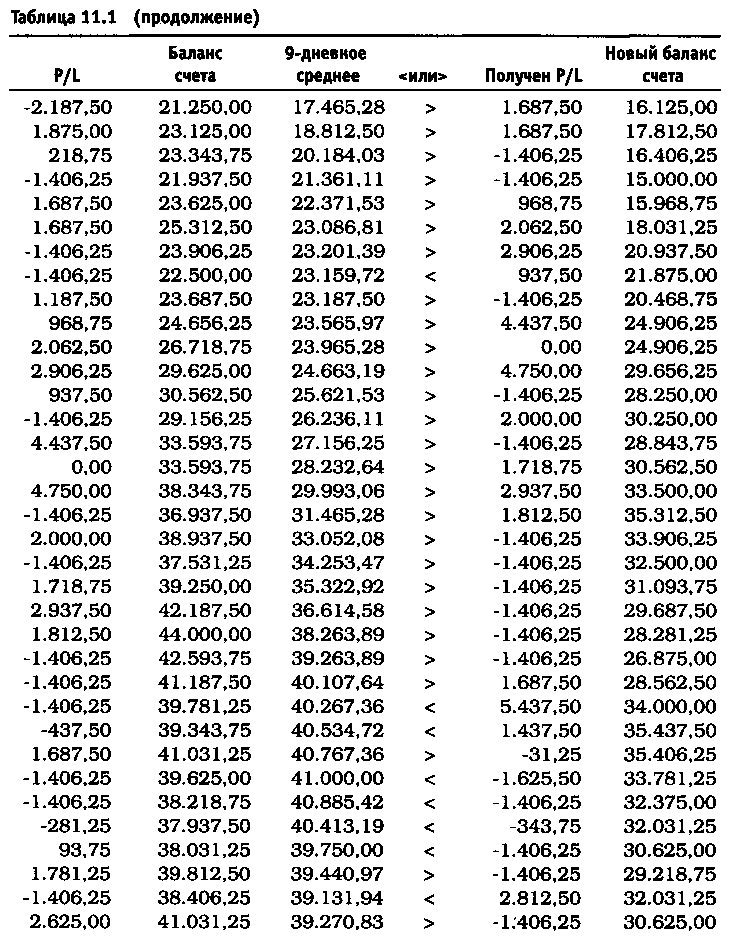 Таблица 11.1 (продолжение)
Баланс 9-дневкое Новый баланс
P/L счета среднее <или> Получен P/L счета
-2.187,50 21.250,00 17.465,28 > 1.687,50 16.125,00
1.875,00 23.125,00 18.812,50 > 1.687,50 17.812,50
218,75 23.343,75 20.184,03 > -1.406,25 16.406,25
-1.406,25 21.937,50 21.361,11 > -1.406,25 15.000,00
1.687,50 23.625,00 22.371,53 > 968,75 15.968,75
1.687,50 25.312,50 23.086,81 > 2.062,50 18.031,25
-1.406,25 23.906,25 23.201,39 > 2.906,25 20.937,50
-1.406,25 22.500,00 23.159,72 < 937,50 21.875,00
1.187,50 23.687,50 23.187,50 > -1.406,25 20.468,75
968,75 24.656,25 23.565,97 > 4.437,50 24.906,25
2.062,50 26.718,75 23.965,28 > 0,00 24.906,25
2.906,25 29.625,00 24.663,19 > 4.750,00 29.656,25
937,50 30.562,50 25.621,53 > -1.406,25 28.250,00
-1.406,25 29.156,25 26.236,11 > 2.000,00 30.250,00
4.437,50 33.593,75 27.156,25 > -1.406,25 28.843,75
0,00 33.593,75 28.232,64 > 1.718,75 30.562,50
4.750,00 38.343,75 29.993,06 > 2.937,50 33.500,00
-1.406,25 36.937,50 31.465,28 > 1.812,50 35.312,50
2.000,00 38.937,50 33.052,08 > -1.406,25 33.906,25
-1.406,25 37.531,25 34.253,47 > -1.406,25 32.500,00
1.718,75 39.250,00 35.322,92 > -1.406,25 31.093,75
2.937,50 42.187,50 36.614,58 > -1.406,25 29.687,50
1.812,50 44.000,00 38.263,89 > -1.406,25 28.281,25
-1.406,25 42.593,75 39.263,89 > -1.406,25 26.875,00
-1.406,25 41.187,50 40.107,64 > 1.687,50 28.562,50
-1.406,25 39.781,25 40.267,36 < 5.437,50 34.000,00
-437,50 39.343,75 40.534,72 < 1.437,50 35.437,50
1.687,50 41.031,25 40.767,36 > -31,25 35.406,25
-1.406,25 39.625,00 41.000,00 < -1.625,50 33.781,25
-1.406,25 38.218,75 40.885,42 < -1.406,25 32.375,00
-281,25 37.937,50 40.413,19 < -343,75 32.031,25
93,75 38.031,25 39.750,00 < -1.406,25 30.625,00
1.781,25 39.812,50 39.440,97 > -1.406,25 29.218,75
-1.406,25 38.406,25 39.131,94 < 2.812,50 32.031,25
2.625,00 41.031,25 39.270,83 > -1.406,25 30.625,00